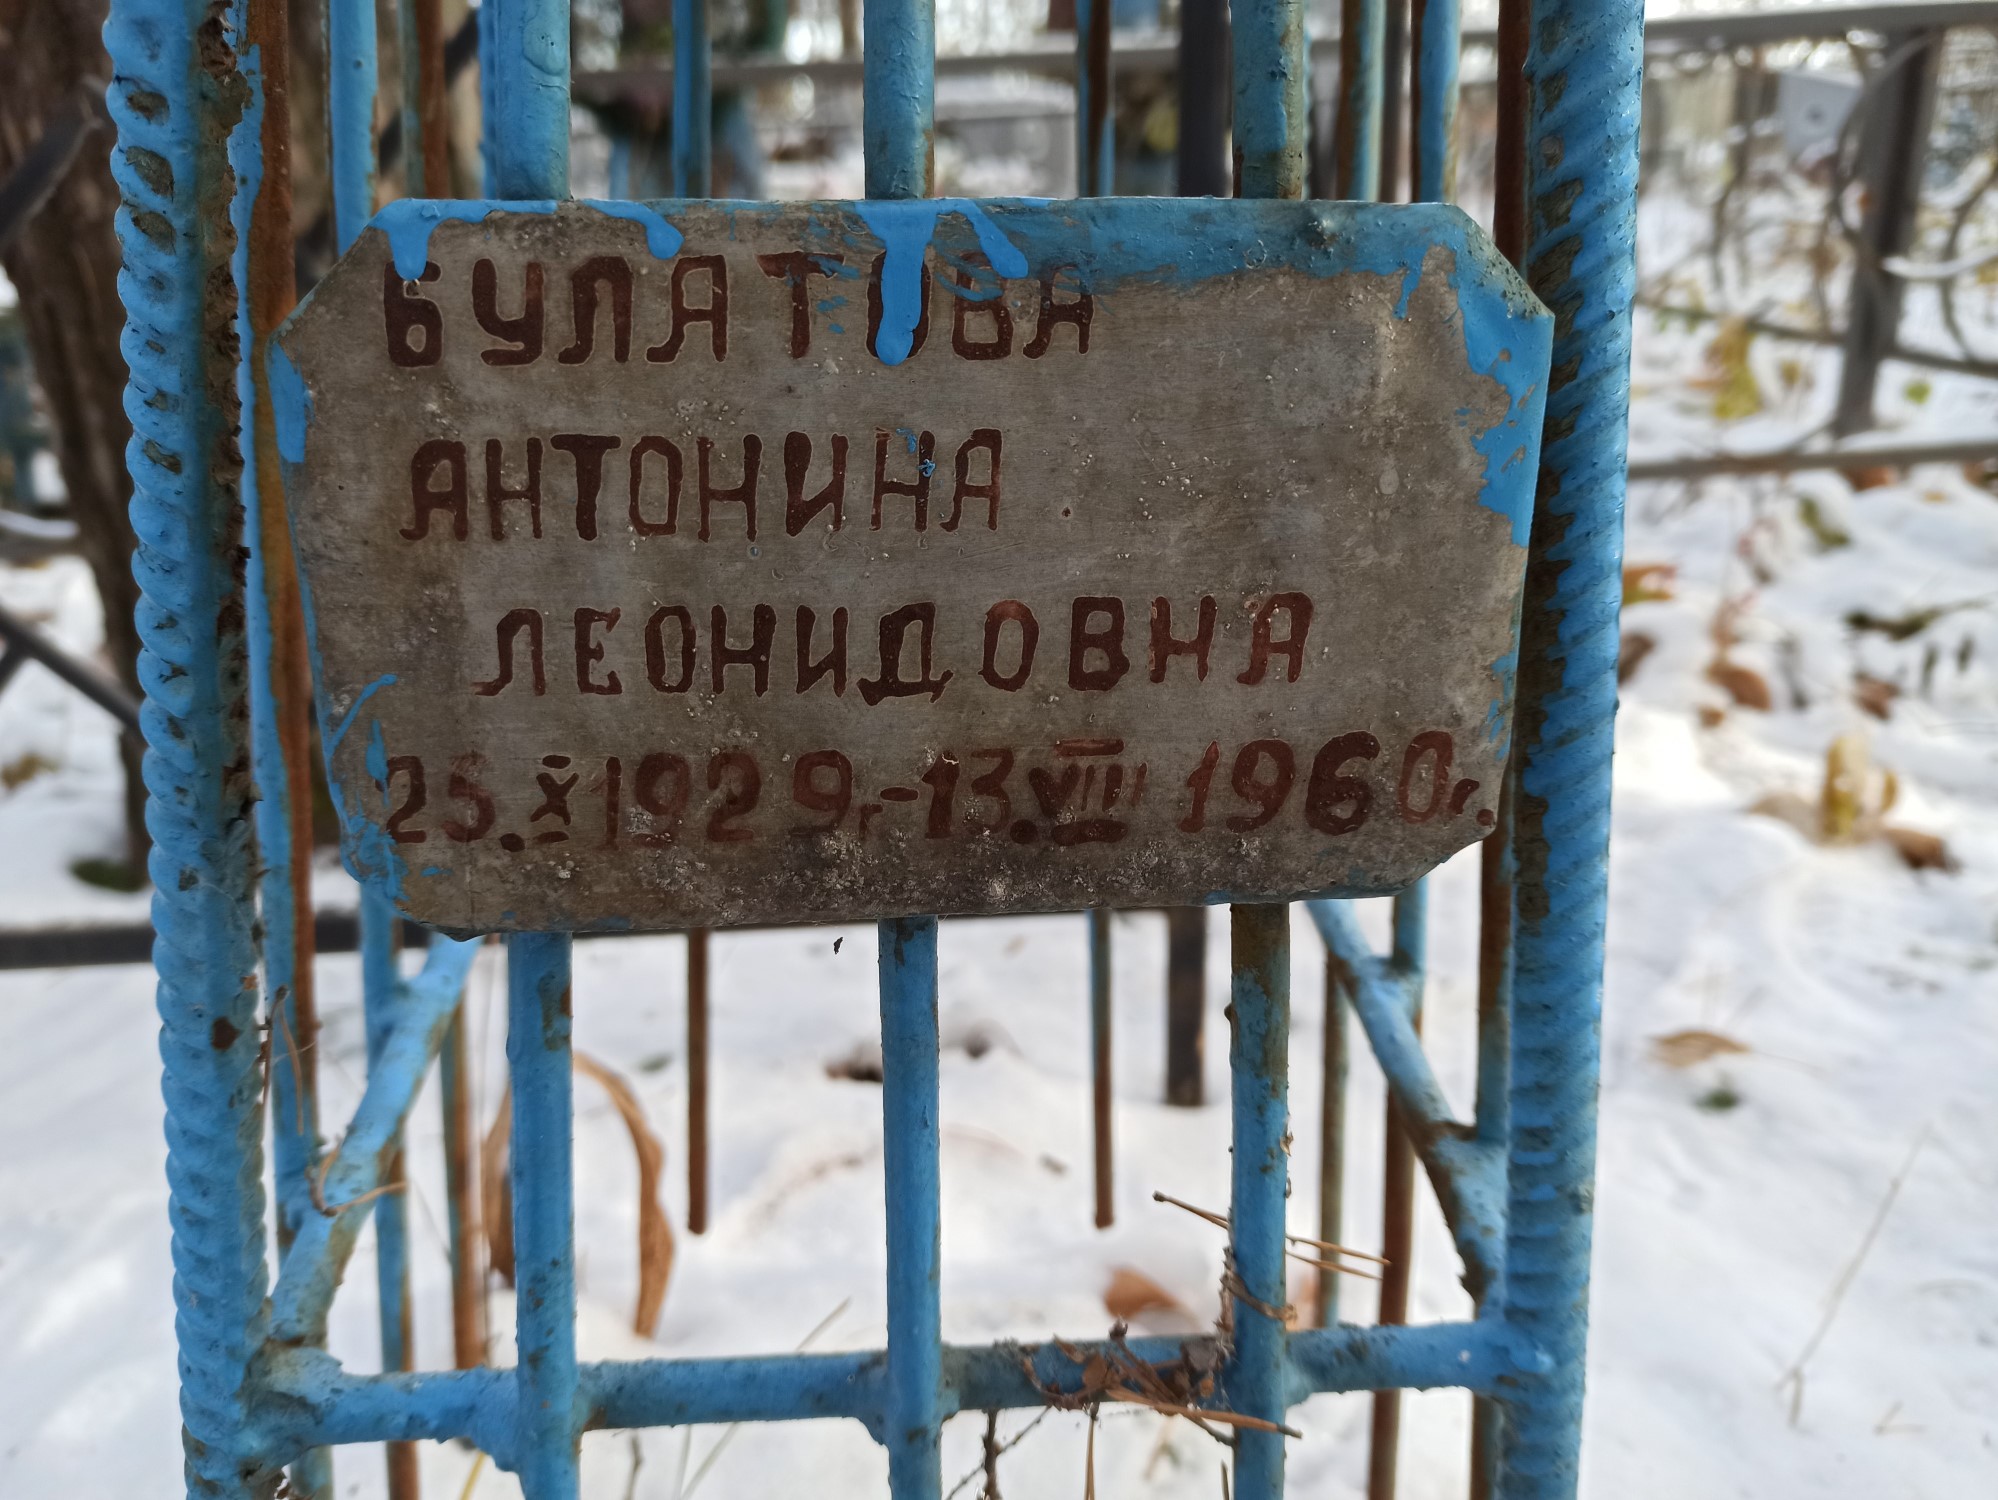 БУЛАТОВА
АНТОНИНА
ЛЕОНИДОВНА
25.X 1929г-13.VIII 1960г.